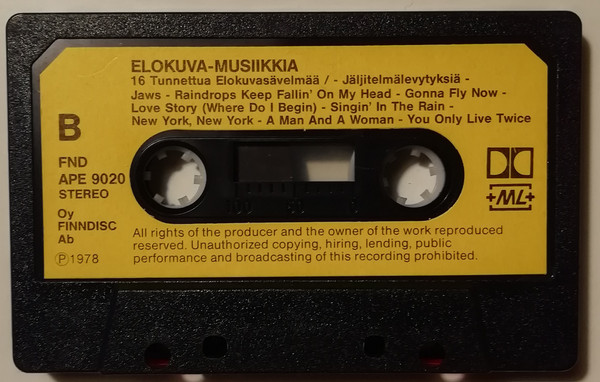 ELOKUVA-MUSIIKKIA
16 Tunnettua Elokuvasävelmää / - Jäljitelmälevytyksiä -
Jaws - Raindrops Keep Fallin' On My Head - Gonna Fly Now -
Love Story (Where Do I Begin) - Singin' In The Rain -
New York, New York - A Man And A Woman - You Only Live Twice
B
FND
APE 9020
STEREO
Oy
FINNDISC
Ab
Ⓟ1978
+ML+
All rights of the producer and the owner of the work reproduced
reserved. Unauthorized copying, hiring, lending, public
performance and broadcasting of this recording prohibited.